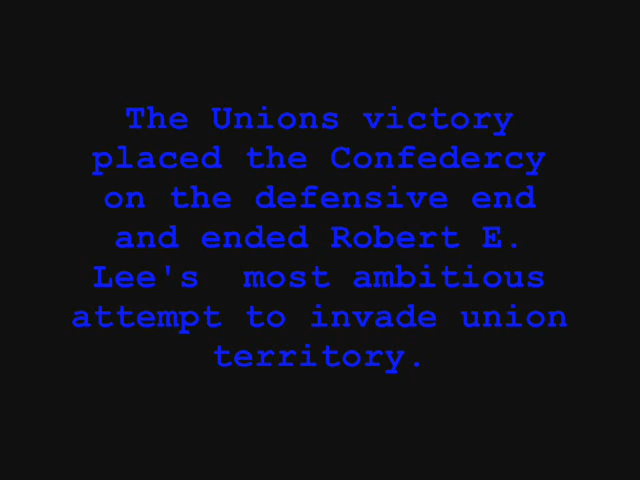 The Unions victory
placed the Confedercy
on the defensive end
and ended Robert E.
Lee's  most ambitious
attempt to invade union
territory.